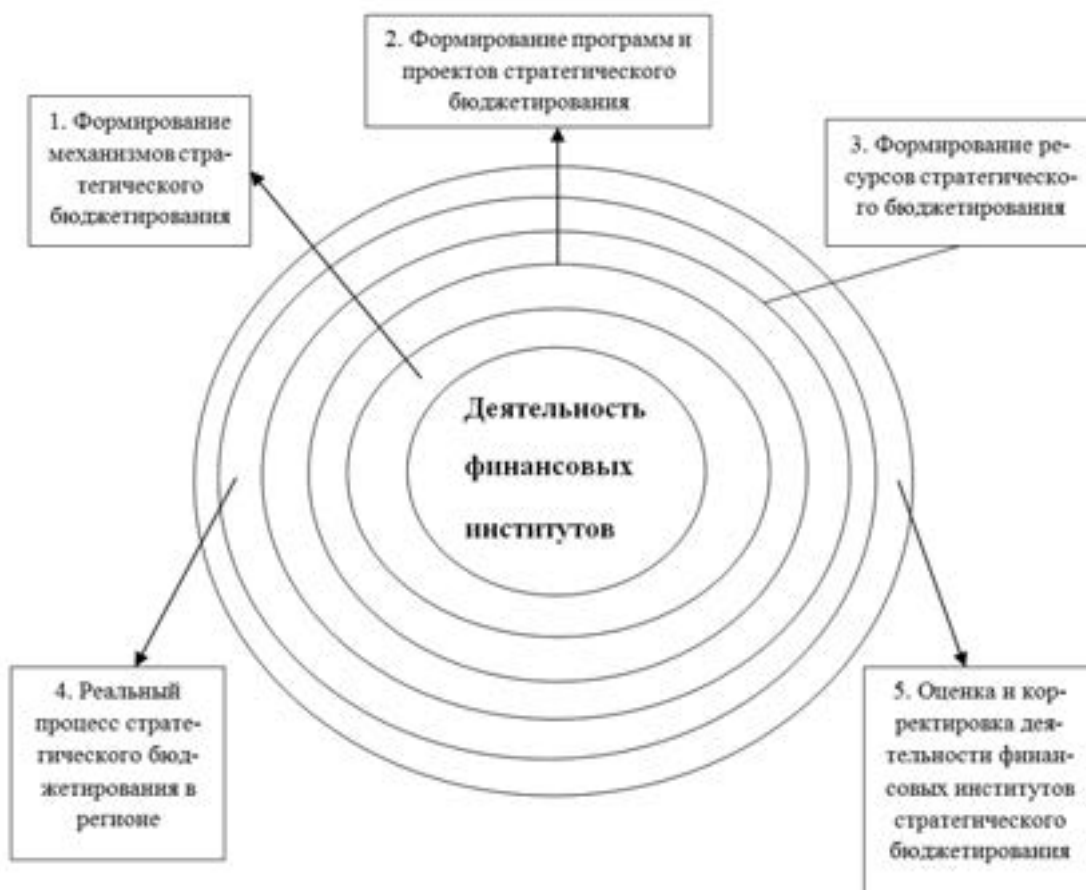 2. Формирование программ и
проектов стратегического
бюджетирования
1. Формирование
механизмов стра-
тегического
бюджетирования
3. Формирование ре-
сурсов стратегическо-
го бюджетирования
Деятельность
финансовых
институтов
4. Реальный
процесс страте-
гического бюд-
жетирования в
регионе
5. Оценка и кор-
ректировка дея-
тельности финан-
совых институтов
стратегического
бюджетирования